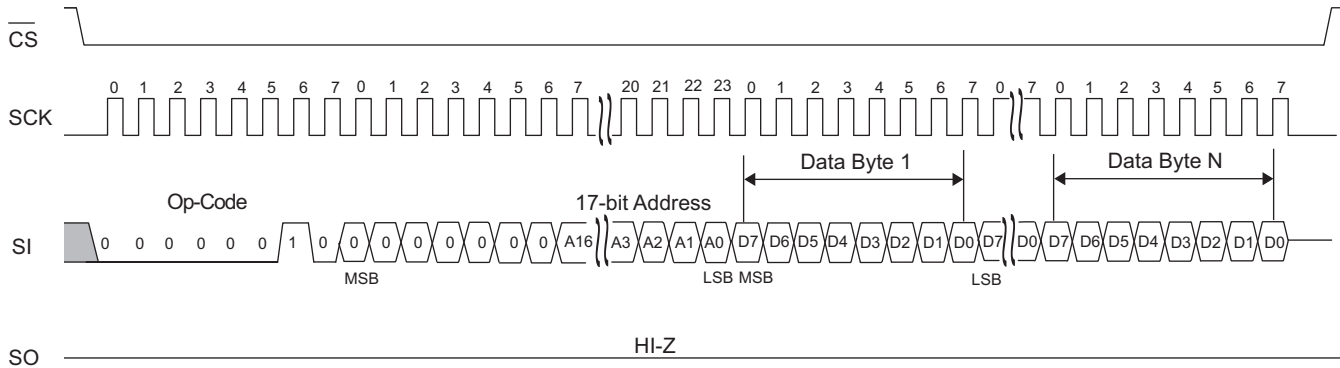 CS
0 1 2 3 4 5 6 7 0 1 2 3 4 5 6 7 20 21 22 23 0 1 2 3 4 5 6 7 0 7 0 1 2 3 4 5 6 7
SCK
Data Byte 1 Data Byte N
Op-Code 17-bit Address
SI 0 0 0 0 0 0 1 0 0 0 0 0 0 0 0 A16 A3 A2 A1 A0 D7 D6 D5 D4 D3 D2 D1 D0 D7 D0 D7 D6 D5 D4 D3 D2 D1 D0
MSB LSB MSB LSB
HI-Z
SO